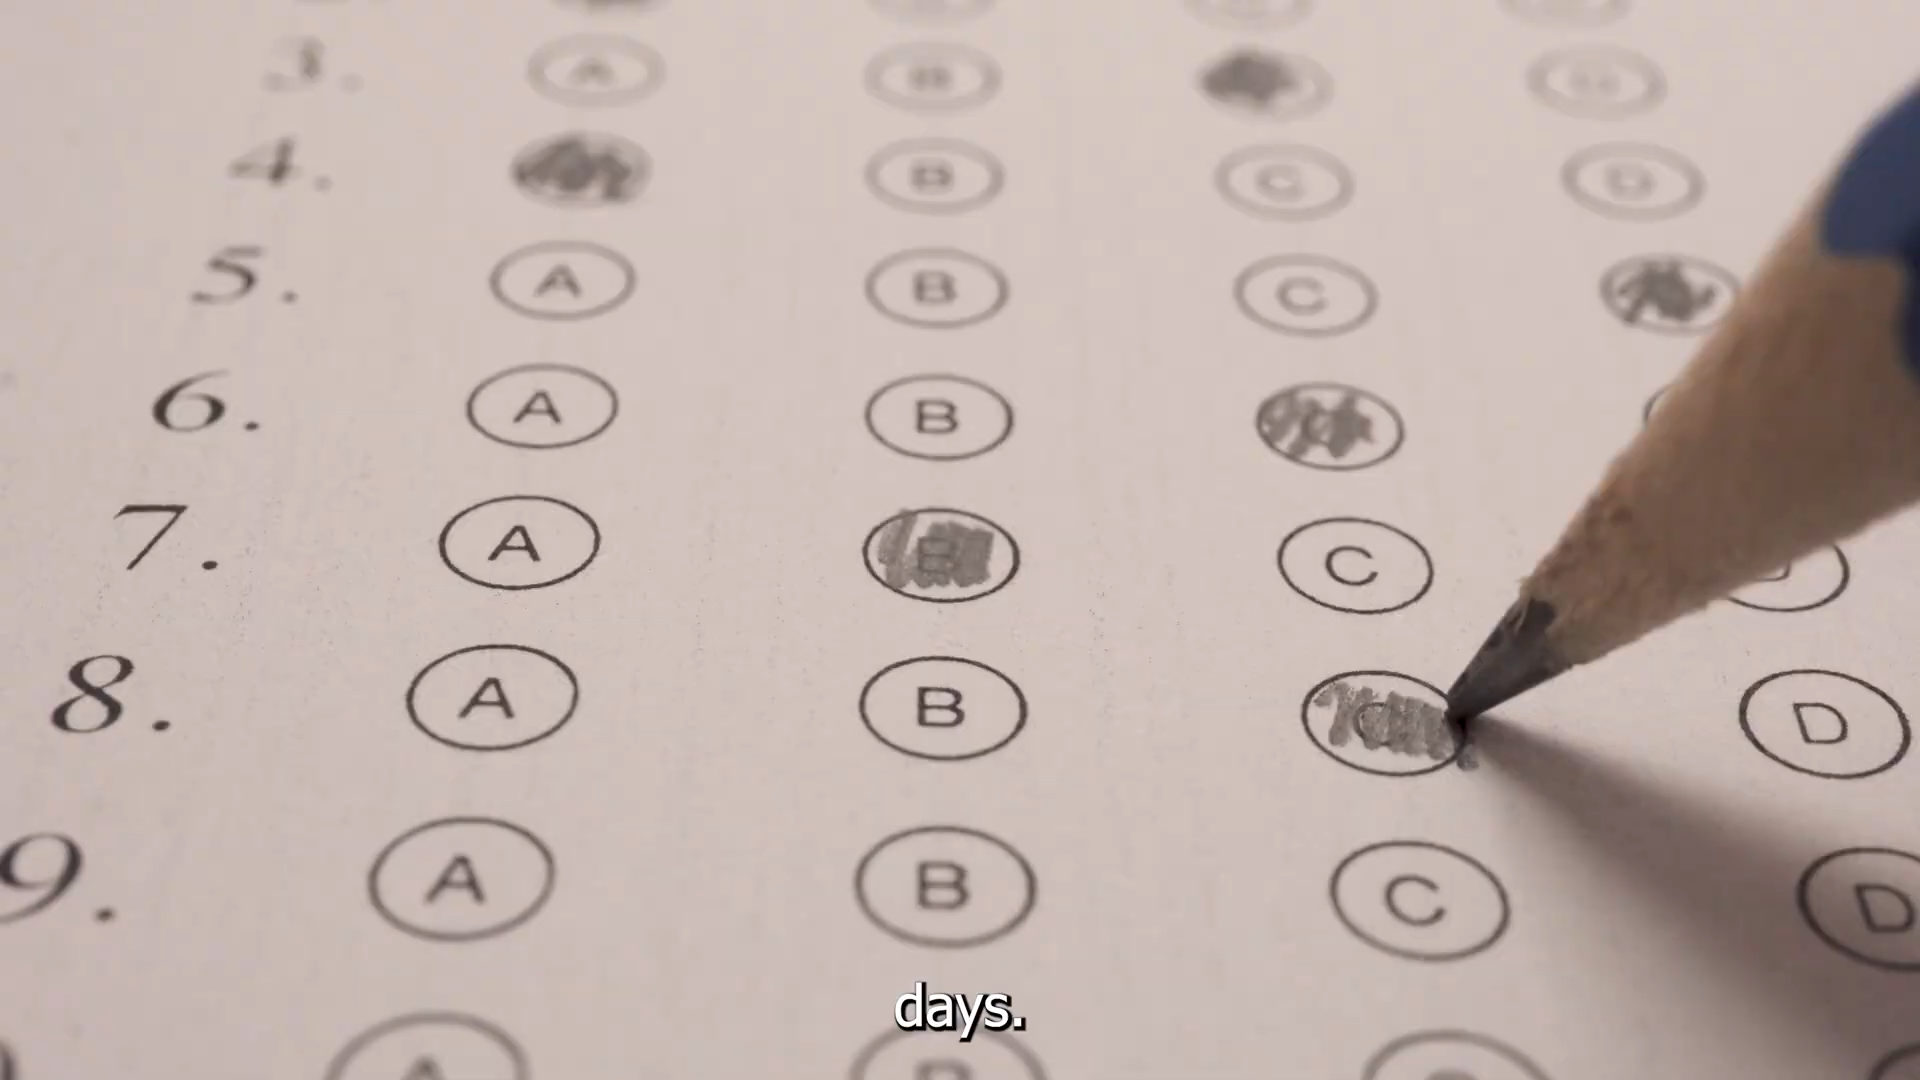 3. A B
4. B C D
5. A B C
6. A B C
7. A B C D
8. A B C D
9. A B C D
A B
days.